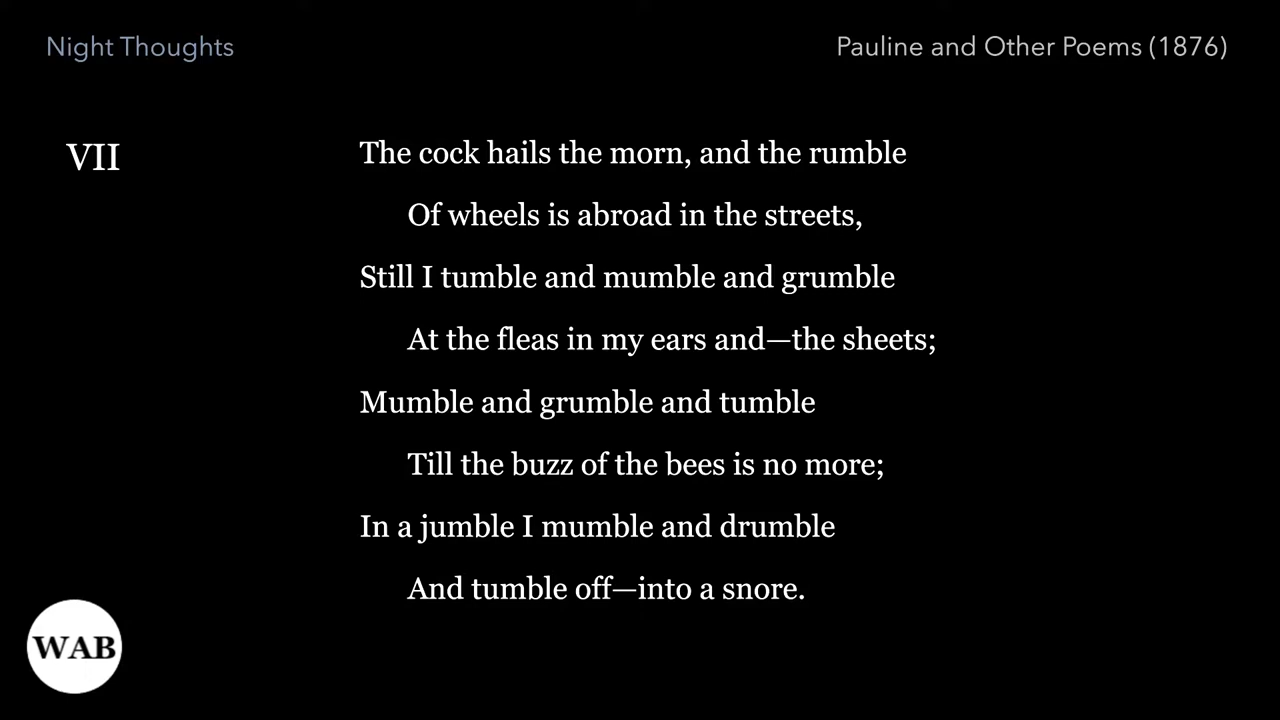 Night Thoughts
Pauline and Other Poems (1876)
VII
The cock hails the morn, and the rumble
Of wheels is abroad in the streets,
Still I tumble and mumble and grumble
At the fleas in my ears and—the sheets;
Mumble and grumble and tumble
Till the buzz of the bees is no more;
In a jumble I mumble and drumble
And tumble off—into a snore.
WAB